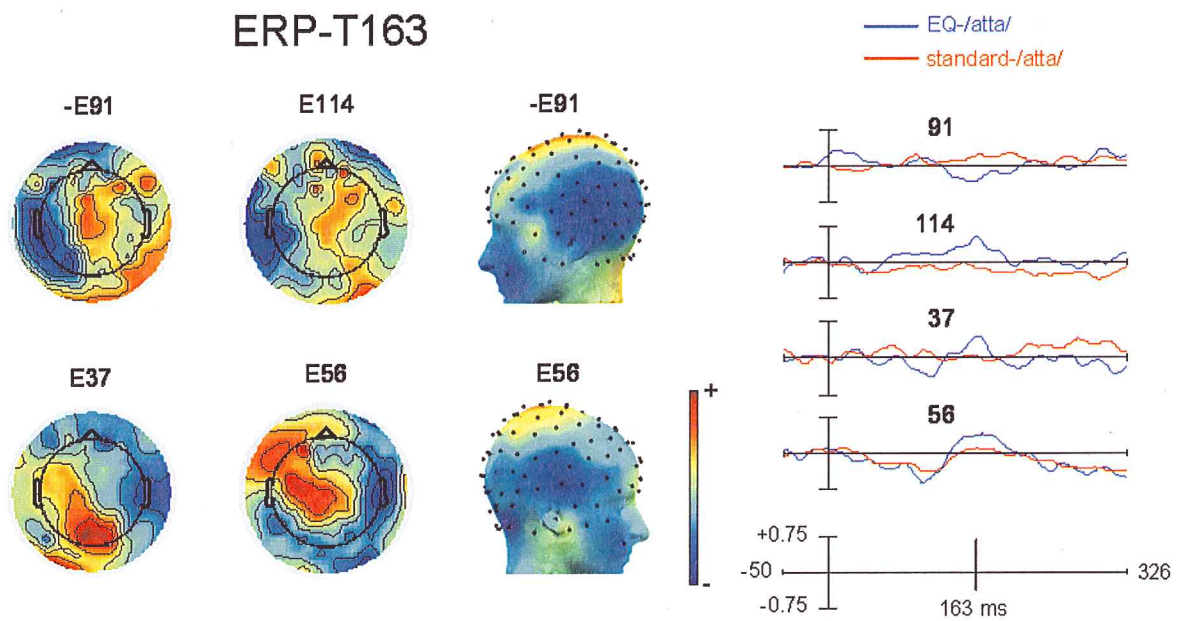 ERP-T163
EQ-/atta/
standard-/atta/
-E91
E114
-E91
E37
E56
E56
+
-
91
114
37
56
+0.75
-50
-0.75
163 ms
326